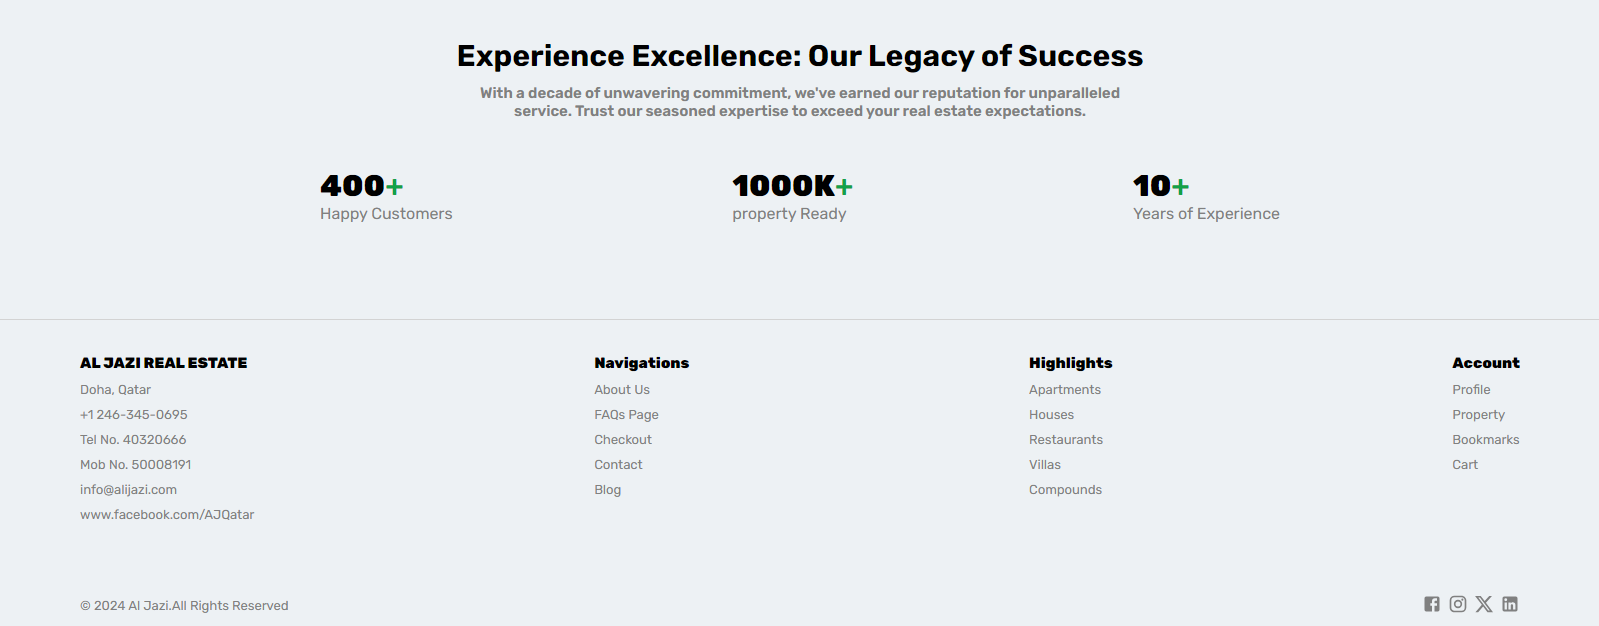 Experience Excellence: Our Legacy of Success
With a decade of unwavering commitment, we've earned our reputation for unparalleled
service. Trust our seasoned expertise to exceed your real estate expectations.
400+
Happy Customers
1000K+
property Ready
10+
Years of Experience
AL JAZI REAL ESTATE
Doha, Qatar
+1 246-345-0695
Tel No. 40320666
Mob No. 50008191
info@alijazi.com
www.facebook.com/AJQatar
Navigations
About Us
FAQs Page
Checkout
Contact
Blog
Highlights
Apartments
Houses
Restaurants
Villas
Compounds
Account
Profile
Property
Bookmarks
Cart
© 2024 Al Jazi.All Rights Reserved